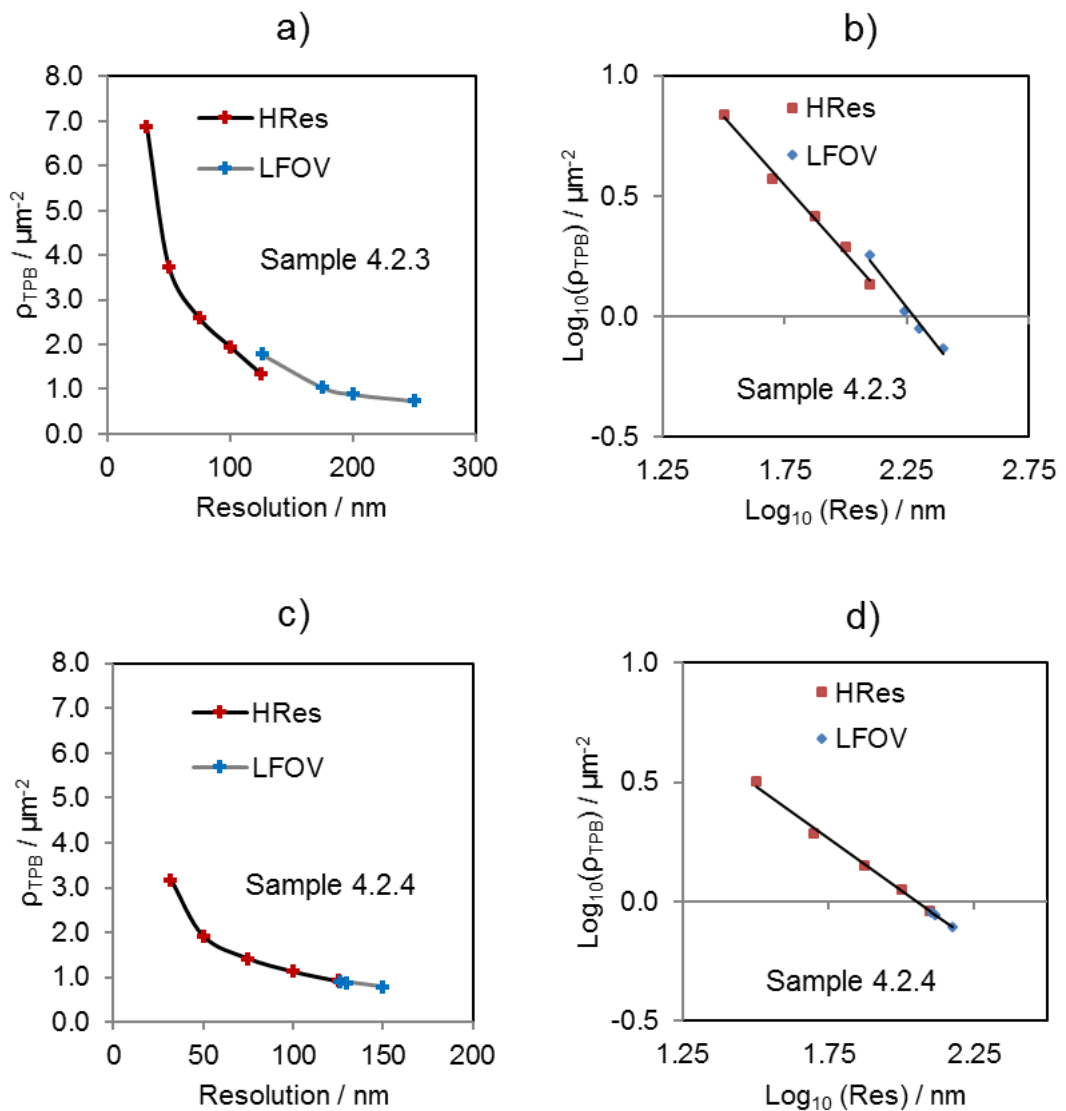 a)
8.0
7.0
6.0
5.0
4.0
3.0
2.0
1.0
0.0
ρTPB / µm-2
HRes
LFOV
Sample 4.2.3
0 100 200 300
Resolution / nm
b)
1.0
0.5
0.0
-0.5
Log10(ρTPB) / µm-2
HRes
LFOV
Sample 4.2.3
1.25 1.75 2.25 2.75
Log10 (Res) / nm
c)
8.0
7.0
6.0
5.0
4.0
3.0
2.0
1.0
0.0
ρTPB / µm-2
HRes
LFOV
Sample 4.2.4
0 50 100 150 200
Resolution / nm
d)
1.0
0.5
0.0
-0.5
Log10(ρTPB) / µm-2
HRes
LFOV
Sample 4.2.4
1.25 1.75 2.25
Log10 (Res) / nm